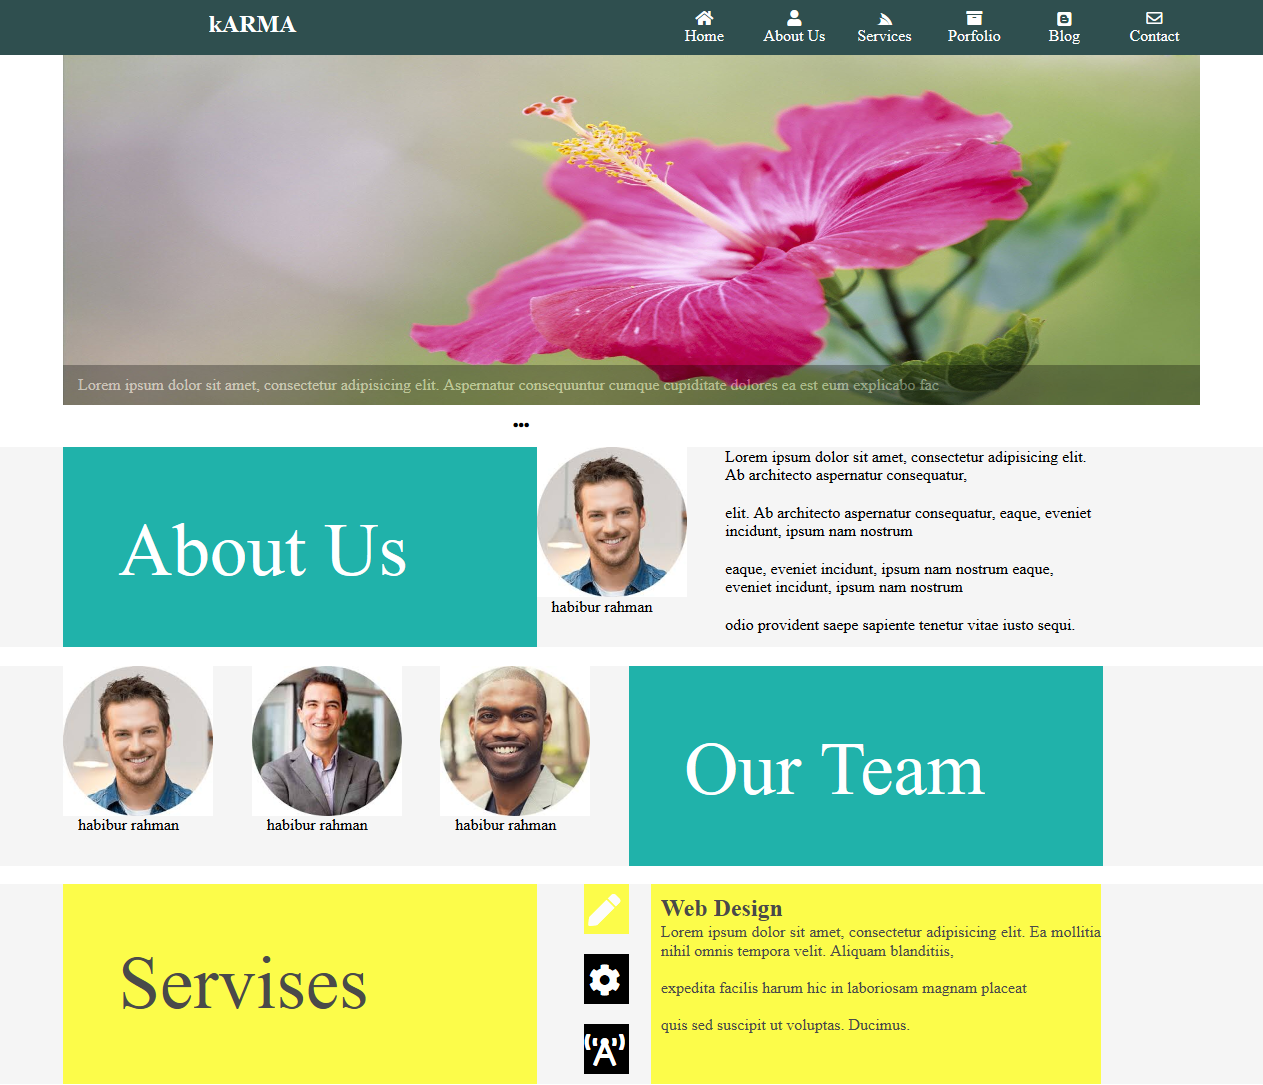 kARMA
Home
About Us
Services
Porfolio
Blog
Contact
Lorem ipsum dolor sit amet, consectetur adipisicing elit. Aspernatur consequuntur cumque cupiditate dolores ea est eum explicabo fac
•••
About Us
habibur rahman
Lorem ipsum dolor sit amet, consectetur adipisicing elit.
Ab architecto aspernatur consequatur,
elit. Ab architecto aspernatur consequatur, eaque, eveniet
incidunt, ipsum nam nostrum
eaque, eveniet incidunt, ipsum nam nostrum eaque,
eveniet incidunt, ipsum nam nostrum
odio provident saepe sapiente tenetur vitae iusto sequi.
habibur rahman
habibur rahman
habibur rahman
Our Team
Servises
Web Design
Lorem ipsum dolor sit amet, consectetur adipisicing elit. Ea mollitia
nihil omnis tempora velit. Aliquam blanditiis,
expedita facilis harum hic in laboriosam magnam placeat
quis sed suscipit ut voluptas. Ducimus.